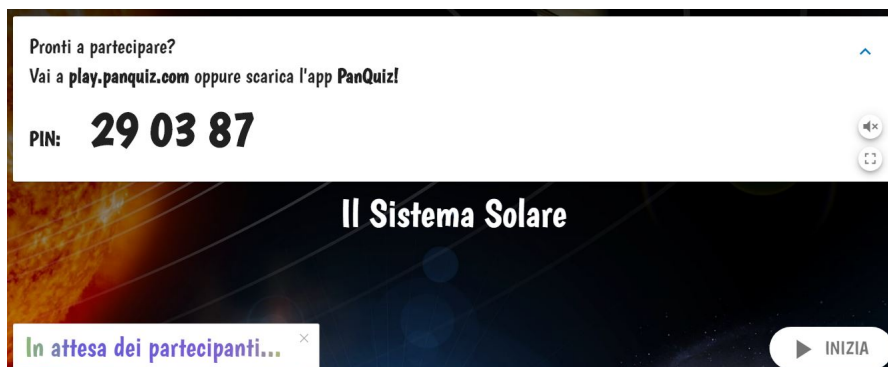 Pronti a partecipare?
Vai a play.panquiz.com oppure scarica l'app PanQuiz!
PIN: 29 03 87
Il Sistema Solare
In attesa dei partecipanti...
INIZIA